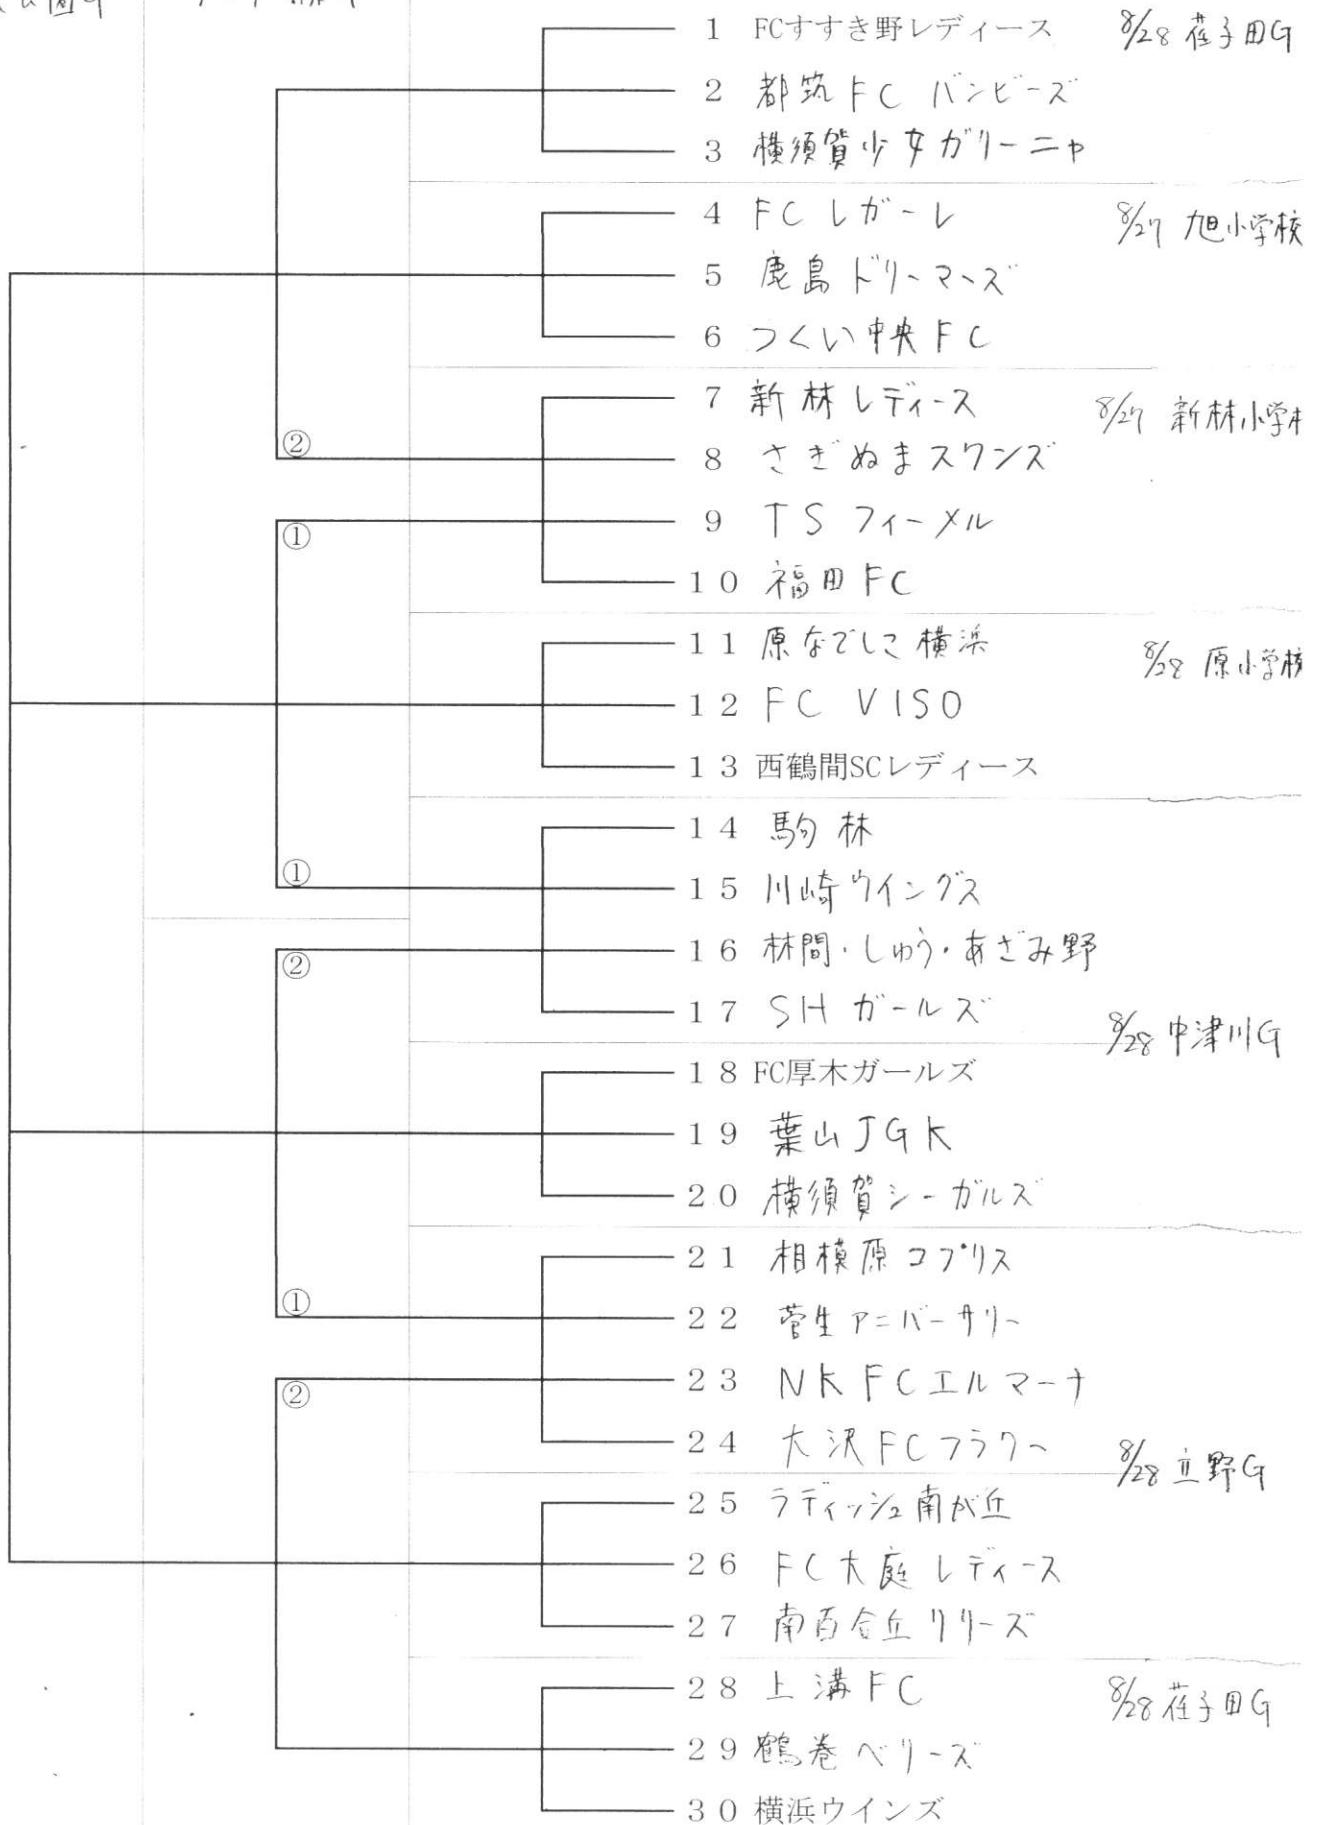 1 FCすすき野レディース 8/28 荏子田G
2 都筑FC バンビーズ
3 横須賀少女ガリーニャ
4 FC レガーレ 8/27 旭小学校
5 鹿島ドリーマーズ
6 つくい中央FC
7 新林レディース 8/27 新林小学
② 8 さぎぬまスワンズ
① 9 TS フィーメル
10 福田FC
11 原なでしこ横浜 8/28 原小学校
12 FC VISO
13 西鶴間SCレディース
14 駒林
① 15 川崎ウイングス
② 16 林間・しゅう・あざみ野
17 SH ガールズ
8/28 中津川G
18 FC厚木ガールズ
19 葉山JGK
20 横須賀シーガルズ
21 相模原コプリス
① 22 菅生アニバーサリー
② 23 NK FCエルマーナ
24 大沢FCフラワー
8/28 立野G
25 ラディッシュ南が丘
26 FC大庭レディース
27 南百合丘リリーズ
28 上溝FC 8/28 荏子田G
29 鶴巻ベリーズ
30 横浜ウインズ